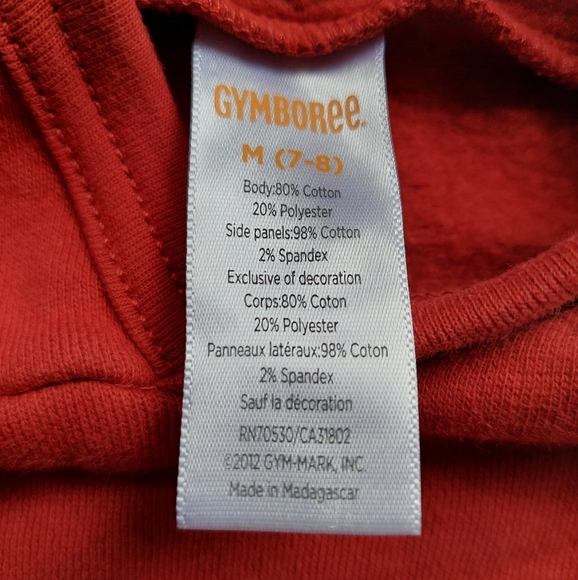 GYMBOREE.
M (7-8)
Body:80% Cotton
20% Polyester
Side panels:98% Cotton
2% Spandex
Exclusive of decoration
Corps:80% Coton
20% Polyester
Panneaux latéraux:98% Coton
2% Spandex
Sauf la décoration
RN70530/CA31802
©2012 GYM-MARK, INC.
Made in Madagascar